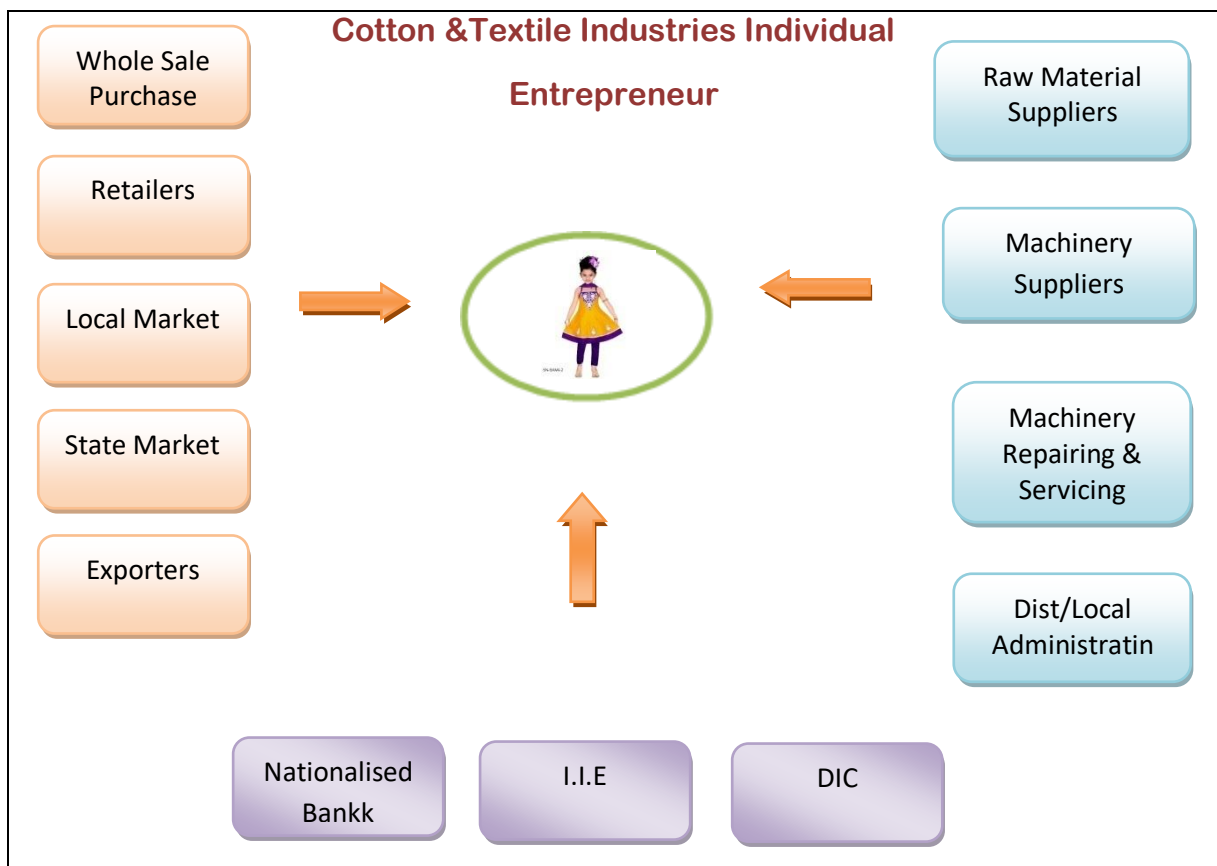 Cotton &Textile Industries Individual
Entrepreneur
Whole Sale
Purchase
Retailers
Local Market
State Market
Exporters
Raw Material
Suppliers
Machinery
Suppliers
Machinery
Repairing &
Servicing
Dist/Local
Administratin
Nationalised
Bankk
I.I.E
DIC